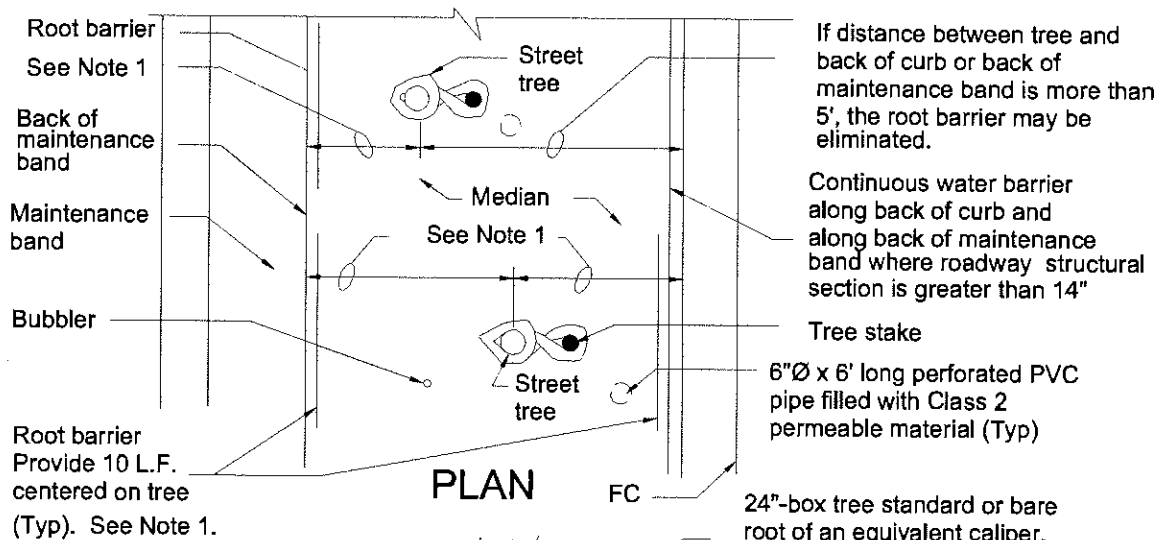 Root barrier
See Note 1
Back of
maintenance
band
Maintenance
band
Bubbler
Root barrier
Provide 10 L.F.
centered on tree
(Typ). See Note 1.
Street
tree
Median
See Note 1
Street
tree
PLAN
FC
If distance between tree and
back of curb or back of
maintenance band is more than
5', the root barrier may be
eliminated.
Continuous water barrier
along back of curb and
along back of maintenance
band where roadway structural
section is greater than 14"
Tree stake
6"Ø x 6' long perforated PVC
pipe filled with Class 2
permeable material (Typ)
24"-box tree standard or bare
root of an equivalent caliper.